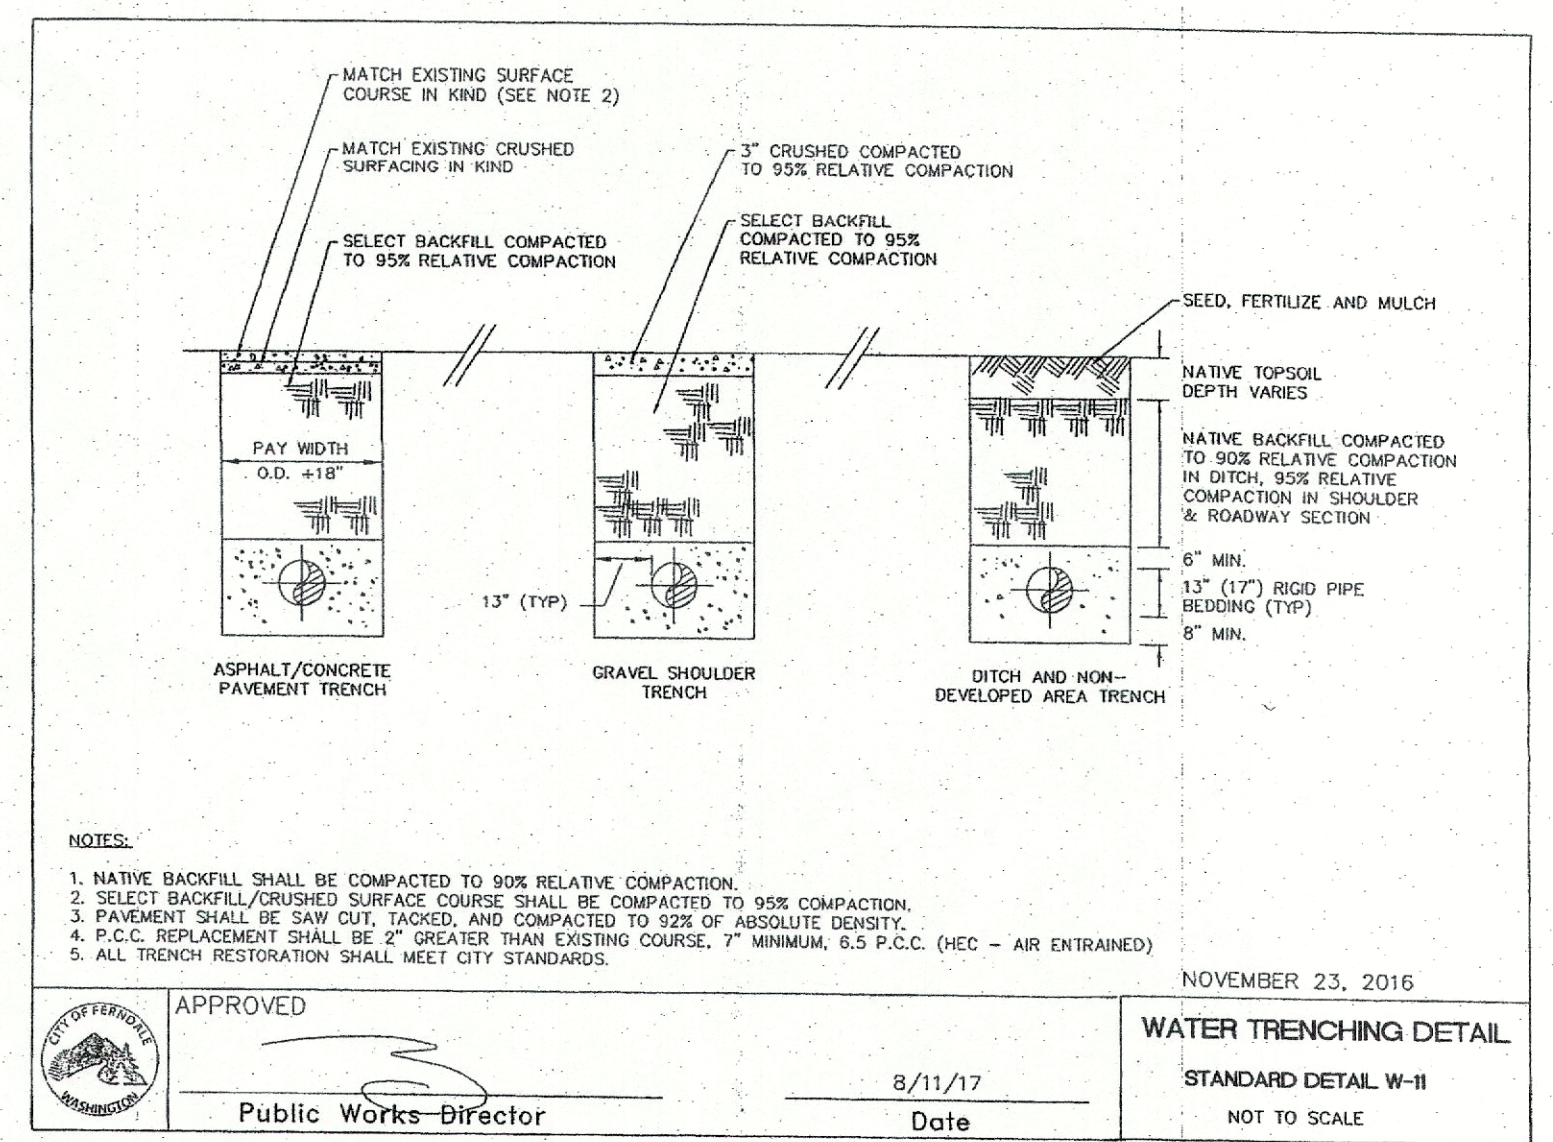 MATCH EXISTING SURFACE
COURSE IN KIND (SEE NOTE 2)
MATCH EXISTING CRUSHED
SURFACING IN KIND
SELECT BACKFILL COMPACTED
TO 95% RELATIVE COMPACTION
3" CRUSHED COMPACTED
TO 95% RELATIVE COMPACTION
SELECT BACKFILL
COMPACTED TO 95%
RELATIVE COMPACTION
SEED, FERTILIZE AND MULCH
NATIVE TOPSOIL
DEPTH VARIES
NATIVE BACKFILL COMPACTED
TO 90% RELATIVE COMPACTION
IN DITCH, 95% RELATIVE
COMPACTION IN SHOULDER
& ROADWAY SECTION
PAY WIDTH
O.D. +18"
13" (TYP)
6" MIN.
13" (17") RIGID PIPE
BEDDING (TYP)
8" MIN.
ASPHALT/CONCRETE
PAVEMENT TRENCH
GRAVEL SHOULDER
TRENCH
DITCH AND NON-
DEVELOPED AREA TRENCH
NOTES:
1. NATIVE BACKFILL SHALL BE COMPACTED TO 90% RELATIVE COMPACTION.
2. SELECT BACKFILL/CRUSHED SURFACE COURSE SHALL BE COMPACTED TO 95% COMPACTION.
3. PAVEMENT SHALL BE SAW CUT, TACKED, AND COMPACTED TO 92% OF ABSOLUTE DENSITY.
4. P.C.C. REPLACEMENT SHALL BE 2" GREATER THAN EXISTING COURSE, 7" MINIMUM, 6.5 P.C.C. (HEC - AIR ENTRAINED)
5. ALL TRENCH RESTORATION SHALL MEET CITY STANDARDS.
NOVEMBER 23, 2016
CITY OF FERNDALE
WASHINGTON
APPROVED
Public Works Director
8/11/17
Date
WATER TRENCHING DETAIL
STANDARD DETAIL W-11
NOT TO SCALE